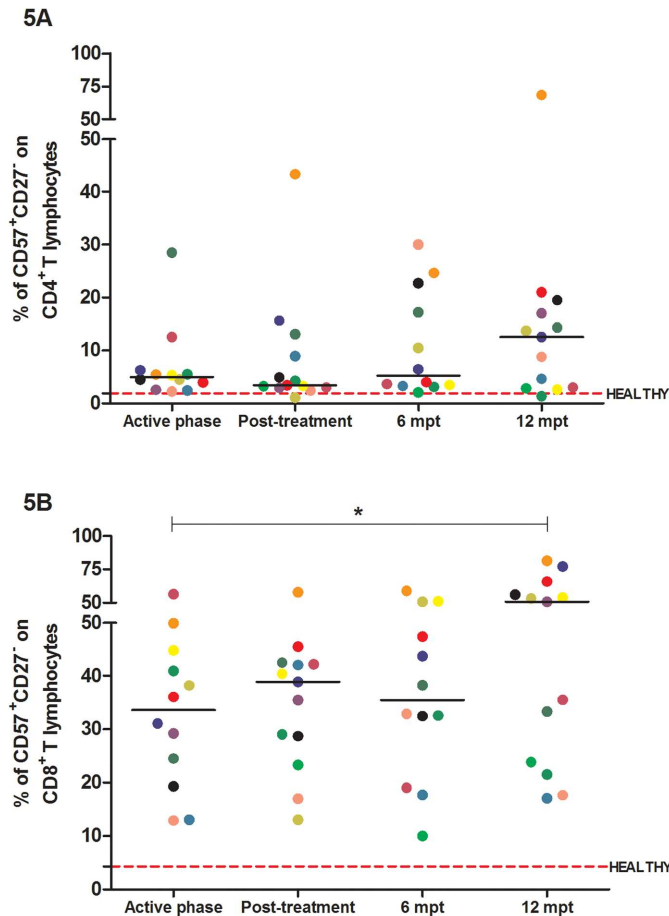 5A
% of CD57⁺CD27⁻ on
CD4⁺ T lymphocytes
100
75
50
50
40
30
20
10
0
HEALTHY
Active phase Post-treatment 6 mpt 12 mpt
5B
*
% of CD57⁺CD27⁻ on
CD8⁺ T lymphocytes
100
75
50
40
30
20
10
0
HEALTHY
Active phase Post-treatment 6 mpt 12 mpt